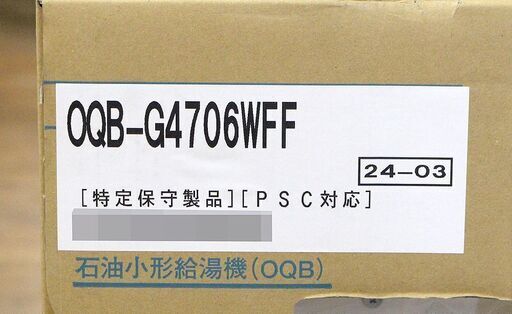 OQB-G4706WFF
24-03
[特定保守製品][PSC対応]
石油小形給湯機(OQB)